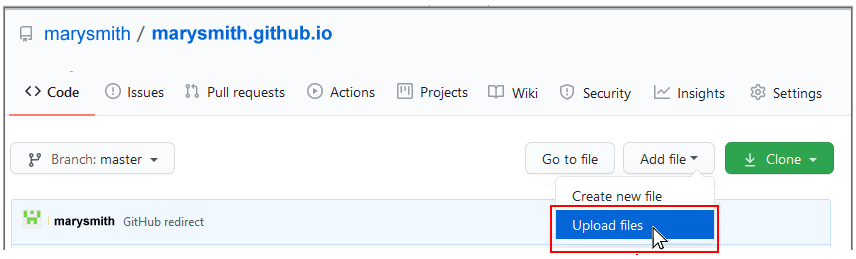 marysmith / marysmith.github.io
Code Issues Pull requests Actions Projects Wiki Security Insights Settings
Branch: master Go to file Add file Clone
Create new file
marysmith GitHub redirect Upload files